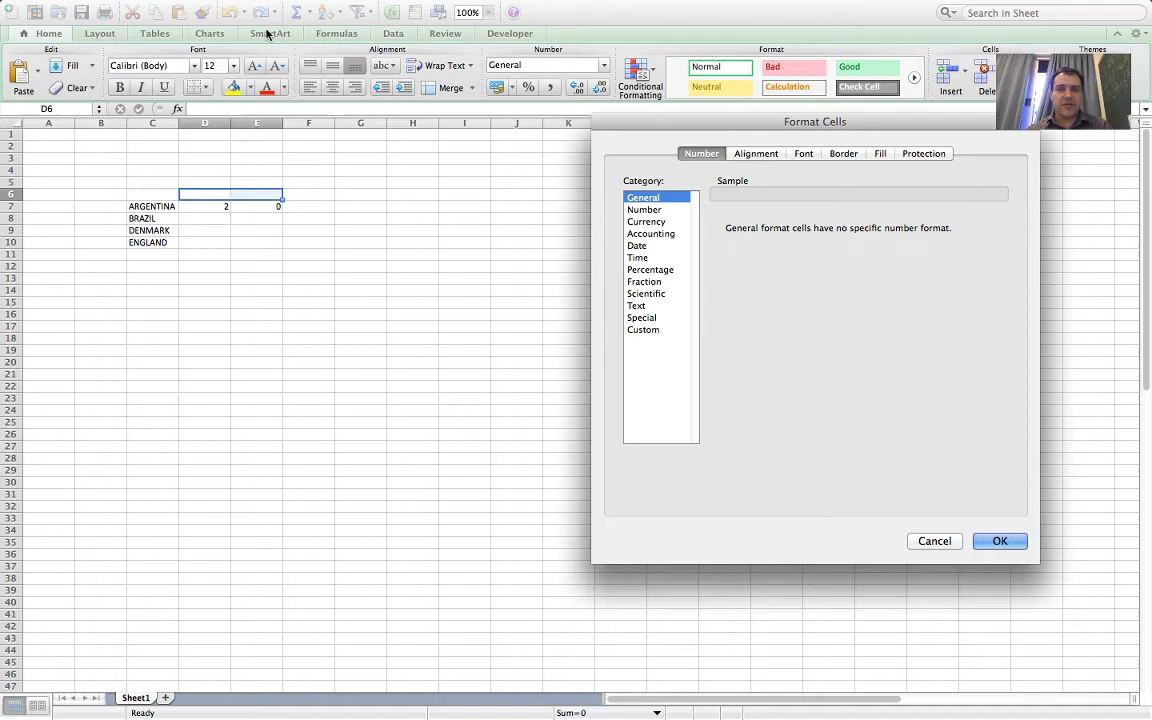 100%
Search in Sheet
Home Layout Tables Charts SmartArt Formulas Data Review Developer
Edit Font Alignment Number Format Cells Themes
Paste
Fill
Clear
Calibri (Body) 12
B I U A
abc Wrap Text
Merge
General
%
Conditional Formatting
Normal Bad Good
Neutral Calculation Check Cell
Insert
D6 fx
A B C D E F G H I J K
1
2
3
4
5
6
7 ARGENTINA 2 0
8 BRAZIL
9 DENMARK
10 ENGLAND
11
12
13
14
15
16
17
18
19
20
21
22
23
24
25
26
27
28
29
30
31
32
33
34
35
36
37
38
39
40
41
42
43
44
45
46
47
Format Cells
Number Alignment Font Border Fill Protection
Category:
Sample
General
Number
Currency
Accounting
Date
Time
Percentage
Fraction
Scientific
Text
Special
Custom
General format cells have no specific number format.
Cancel OK
Sheet1
Ready Sum=0